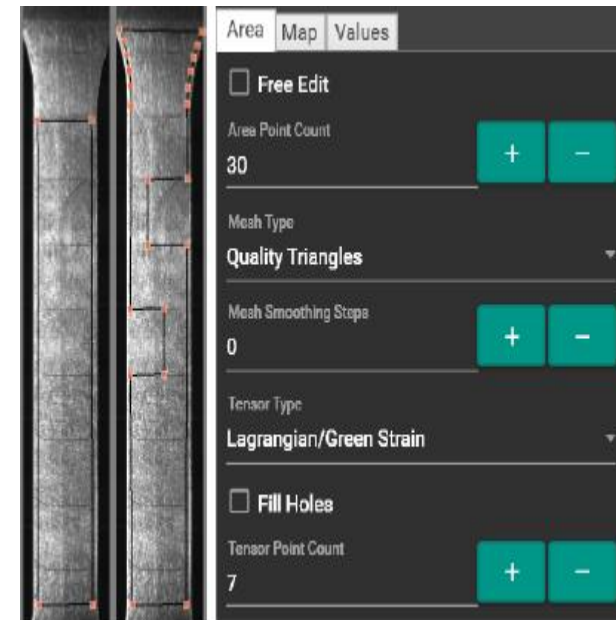 Area Map Values
Free Edit
Area Point Count
30
+ −
Mesh Type
Quality Triangles
Mesh Smoothing Steps
0
+ −
Tensor Type
Lagrangian/Green Strain
Fill Holes
Tensor Point Count
7
+ −